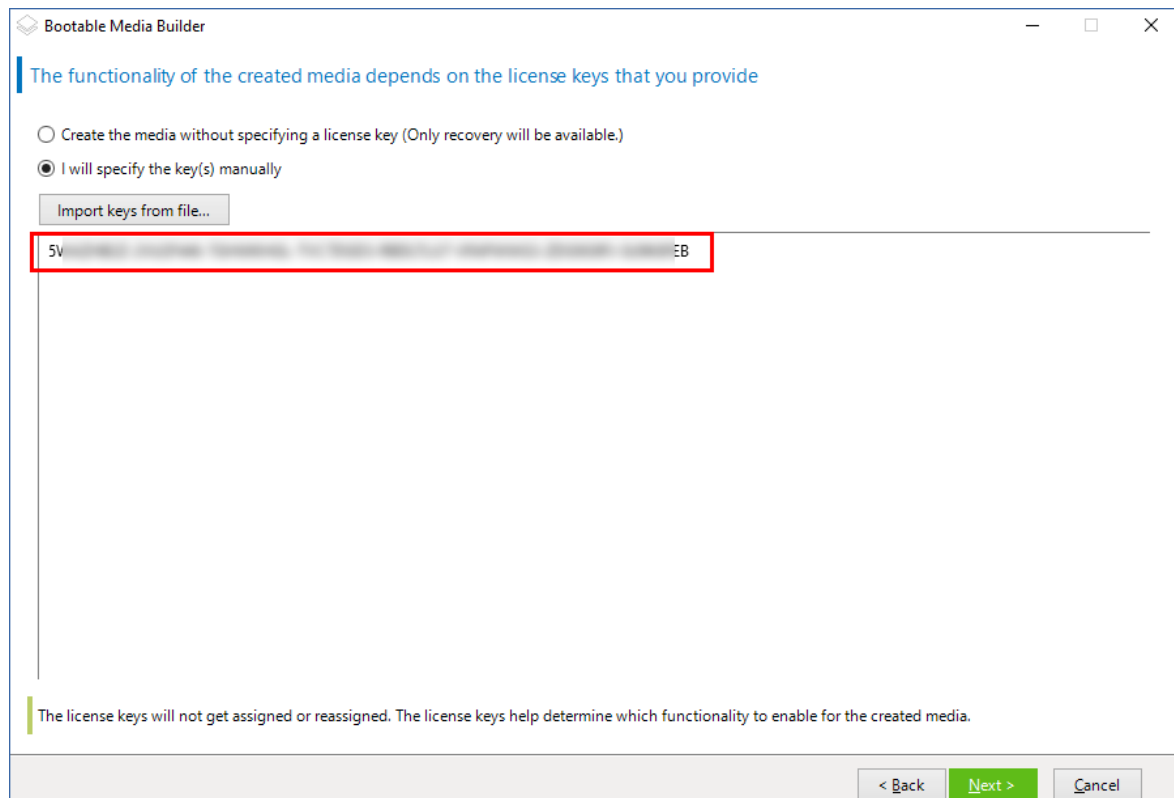 Bootable Media Builder
The functionality of the created media depends on the license keys that you provide
Create the media without specifying a license key (Only recovery will be available.)
I will specify the key(s) manually
Import keys from file...
5V EB
The license keys will not get assigned or reassigned. The license keys help determine which functionality to enable for the created media.
< Back Next > Cancel